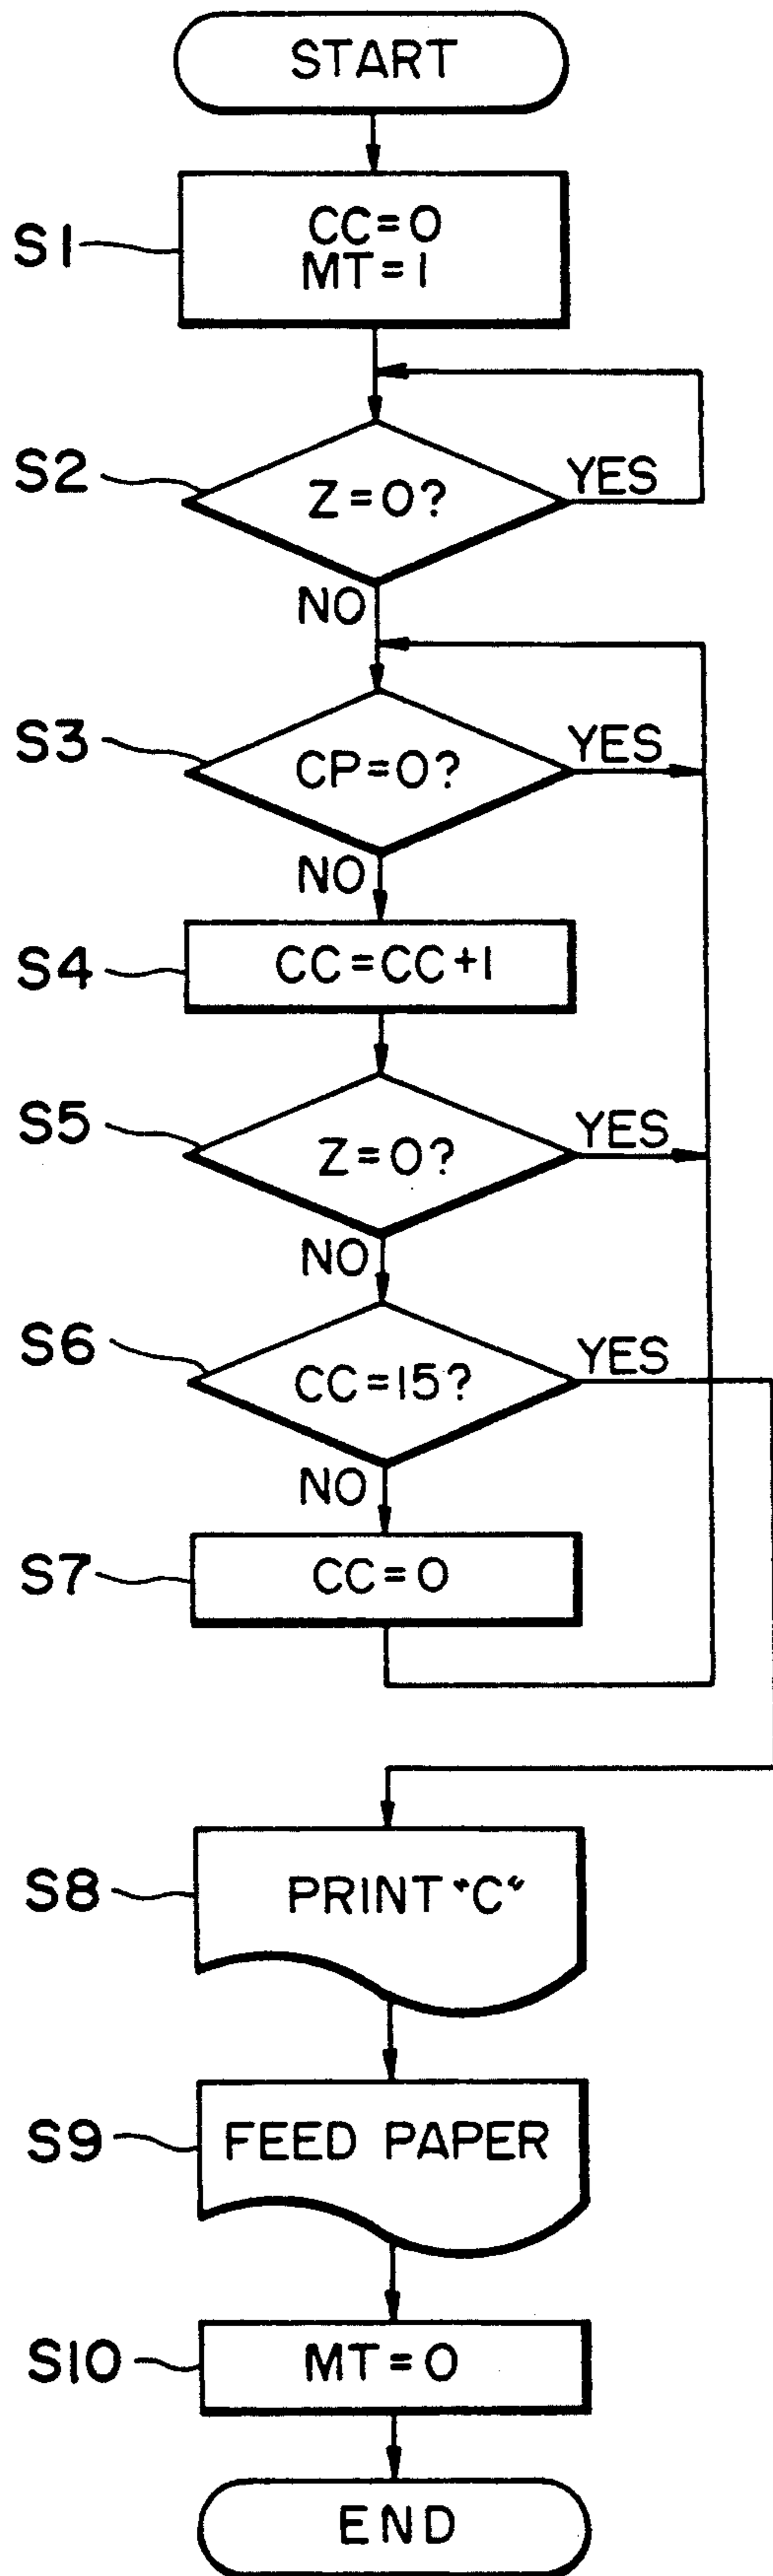 START
S1
CC=0
MT=1
S2
Z=0?
YES
NO
S3
CP=0?
YES
NO
S4
CC=CC+1
S5
Z=0?
YES
NO
S6
CC=15?
YES
NO
S7
CC=0
S8
PRINT "C"
S9
FEED PAPER
S10
MT=0
END